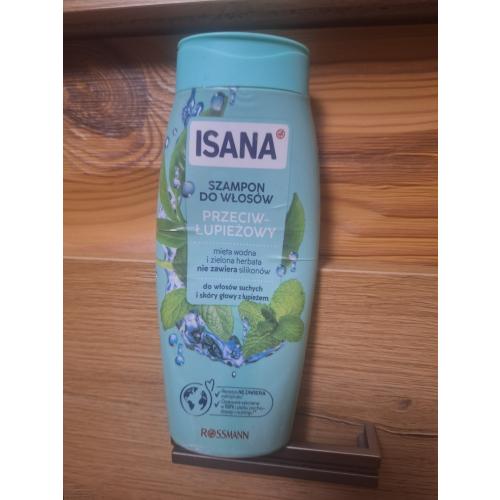 ISANA
SZAMPON
DO WŁOSÓW
PRZECIW-
ŁUPIEŻOWY
mięta wodna
i zielona herbata
nie zawiera silikonów
do włosów suchych
i skóry głowy z łupieżem
ROSSMANN